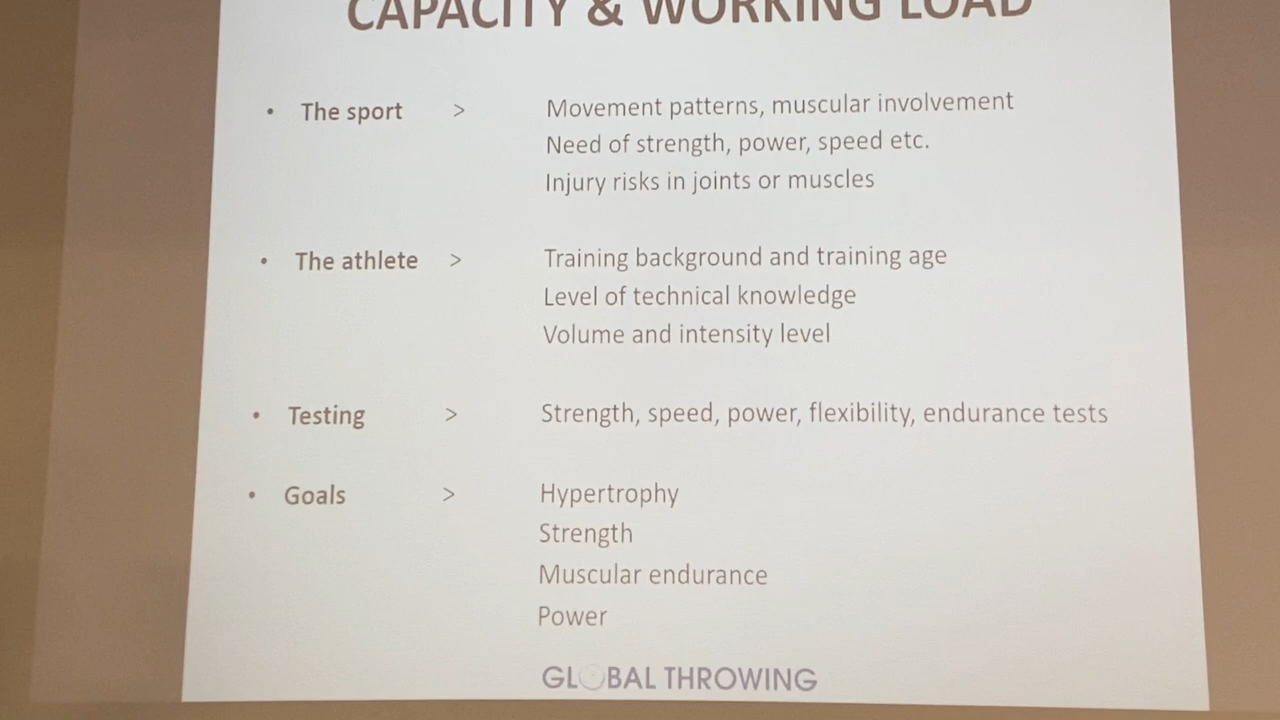 CAPACITY & WORKING LOAD
• The sport > Movement patterns, muscular involvement
Need of strength, power, speed etc.
Injury risks in joints or muscles
• The athlete > Training background and training age
Level of technical knowledge
Volume and intensity level
• Testing > Strength, speed, power, flexibility, endurance tests
• Goals > Hypertrophy
Strength
Muscular endurance
Power
GLOBAL THROWING